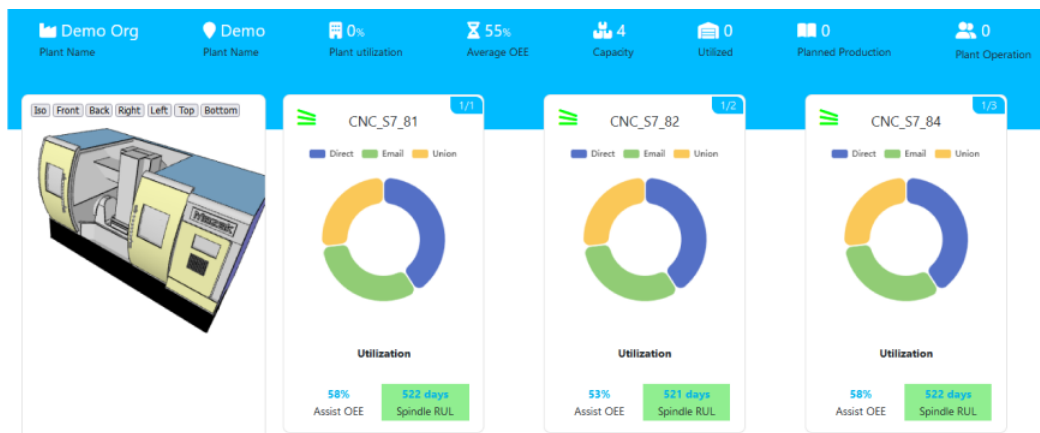 Demo Org
Plant Name
Demo
Plant Name
0%
Plant utilization
55%
Average OEE
4
Capacity
0
Utilized
0
Planned Production
0
Plant Operation
Iso Front Back Right Left Top Bottom
Mazak
1/1
CNC_S7_81
Direct Email Union
Utilization
58%
Assist OEE
522 days
Spindle RUL
1/2
CNC_S7_82
Direct Email Union
Utilization
53%
Assist OEE
521 days
Spindle RUL
1/3
CNC_S7_84
Direct Email Union
Utilization
58%
Assist OEE
522 days
Spindle RUL